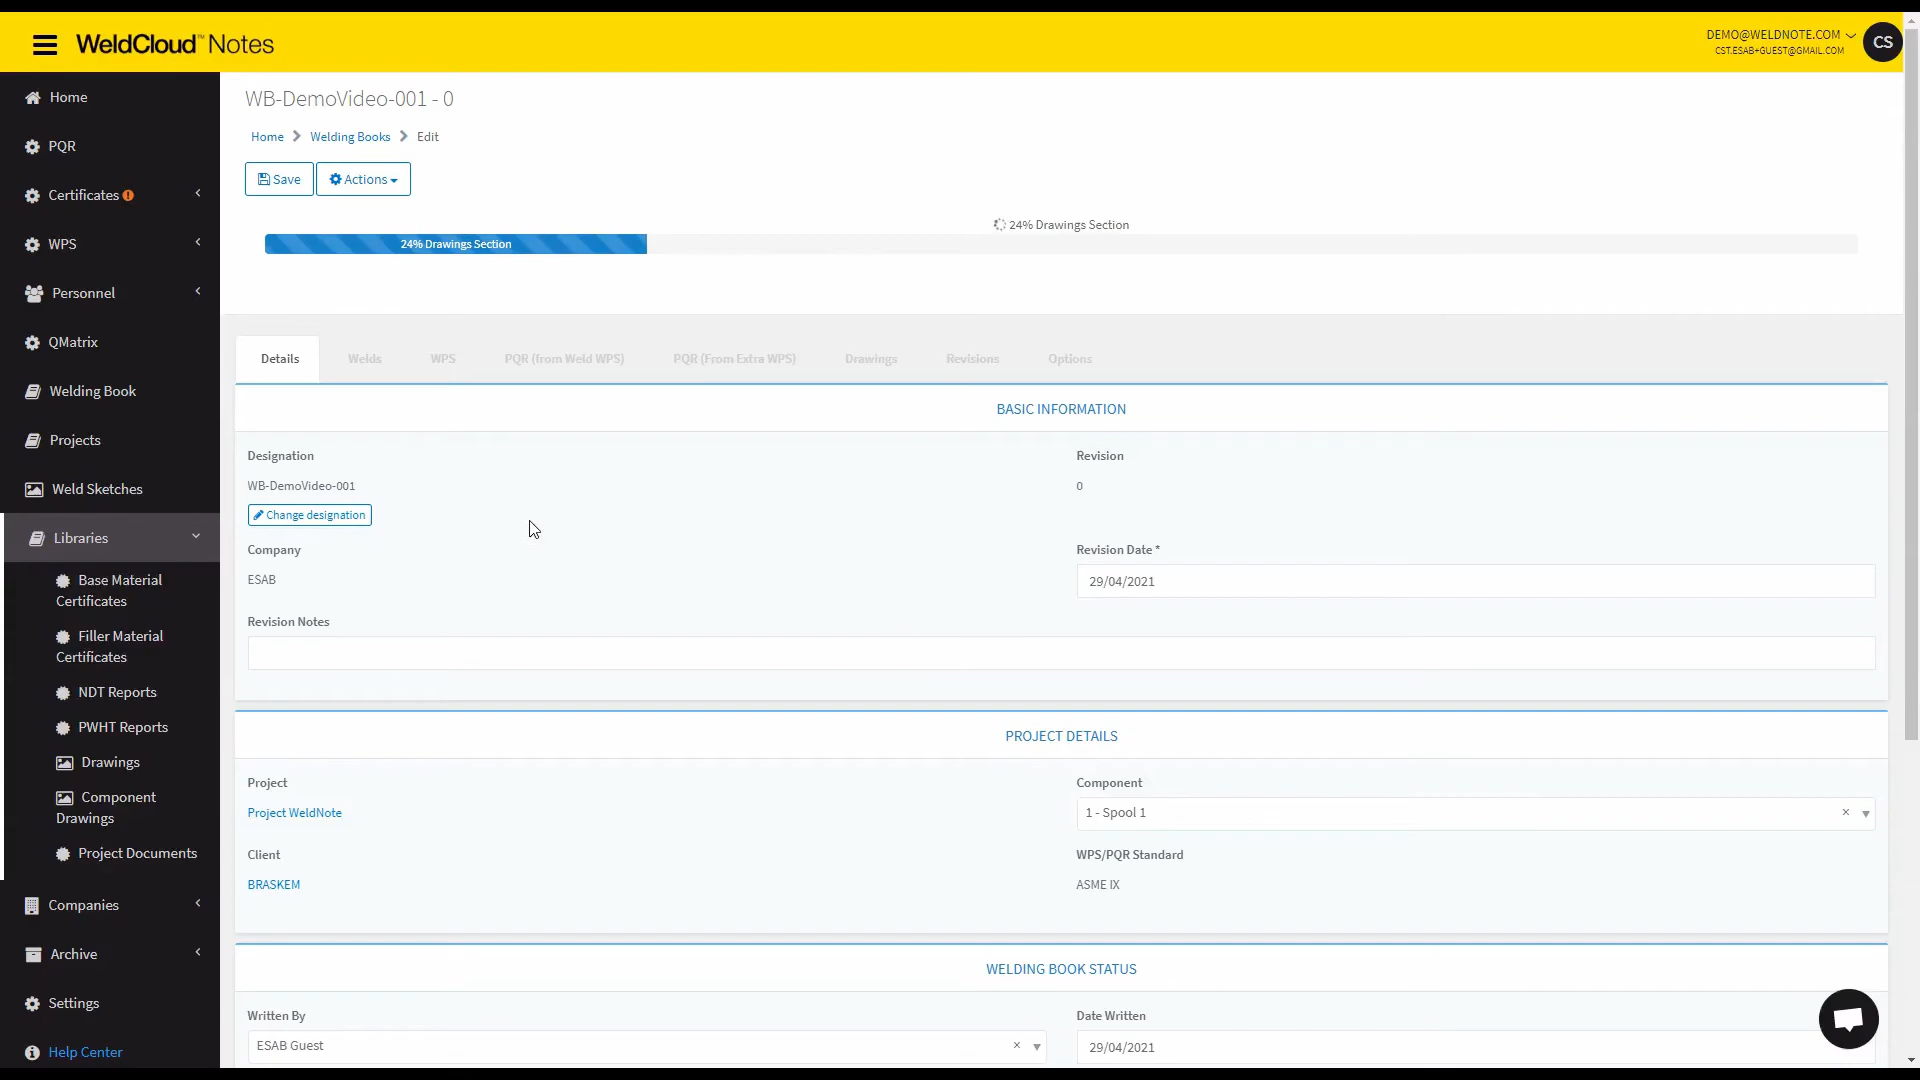 WeldCloud™ Notes
DEMO@WELDNOTE.COM
CST.ESAB+GUEST@GMAIL.COM
CS
Home
PQR
Certificates
WPS
Personnel
QMatrix
Welding Book
Projects
Weld Sketches
Libraries
Base Material
Certificates
Filler Material
Certificates
NDT Reports
PWHT Reports
Drawings
Component
Drawings
Project Documents
Companies
Archive
Settings
Help Center
WB-DemoVideo-001 - 0
Home > Welding Books > Edit
Save Actions
24% Drawings Section
24% Drawings Section
Details Welds WPS PQR (from Weld WPS) PQR (From Extra WPS) Drawings Revisions Options
BASIC INFORMATION
Designation
WB-DemoVideo-001
Change designation
Revision
0
Company
ESAB
Revision Date *
29/04/2021
Revision Notes
PROJECT DETAILS
Project
Project WeldNote
Component
1 - Spool 1
Client
BRASKEM
WPS/PQR Standard
ASME IX
WELDING BOOK STATUS
Written By
ESAB Guest
Date Written
29/04/2021